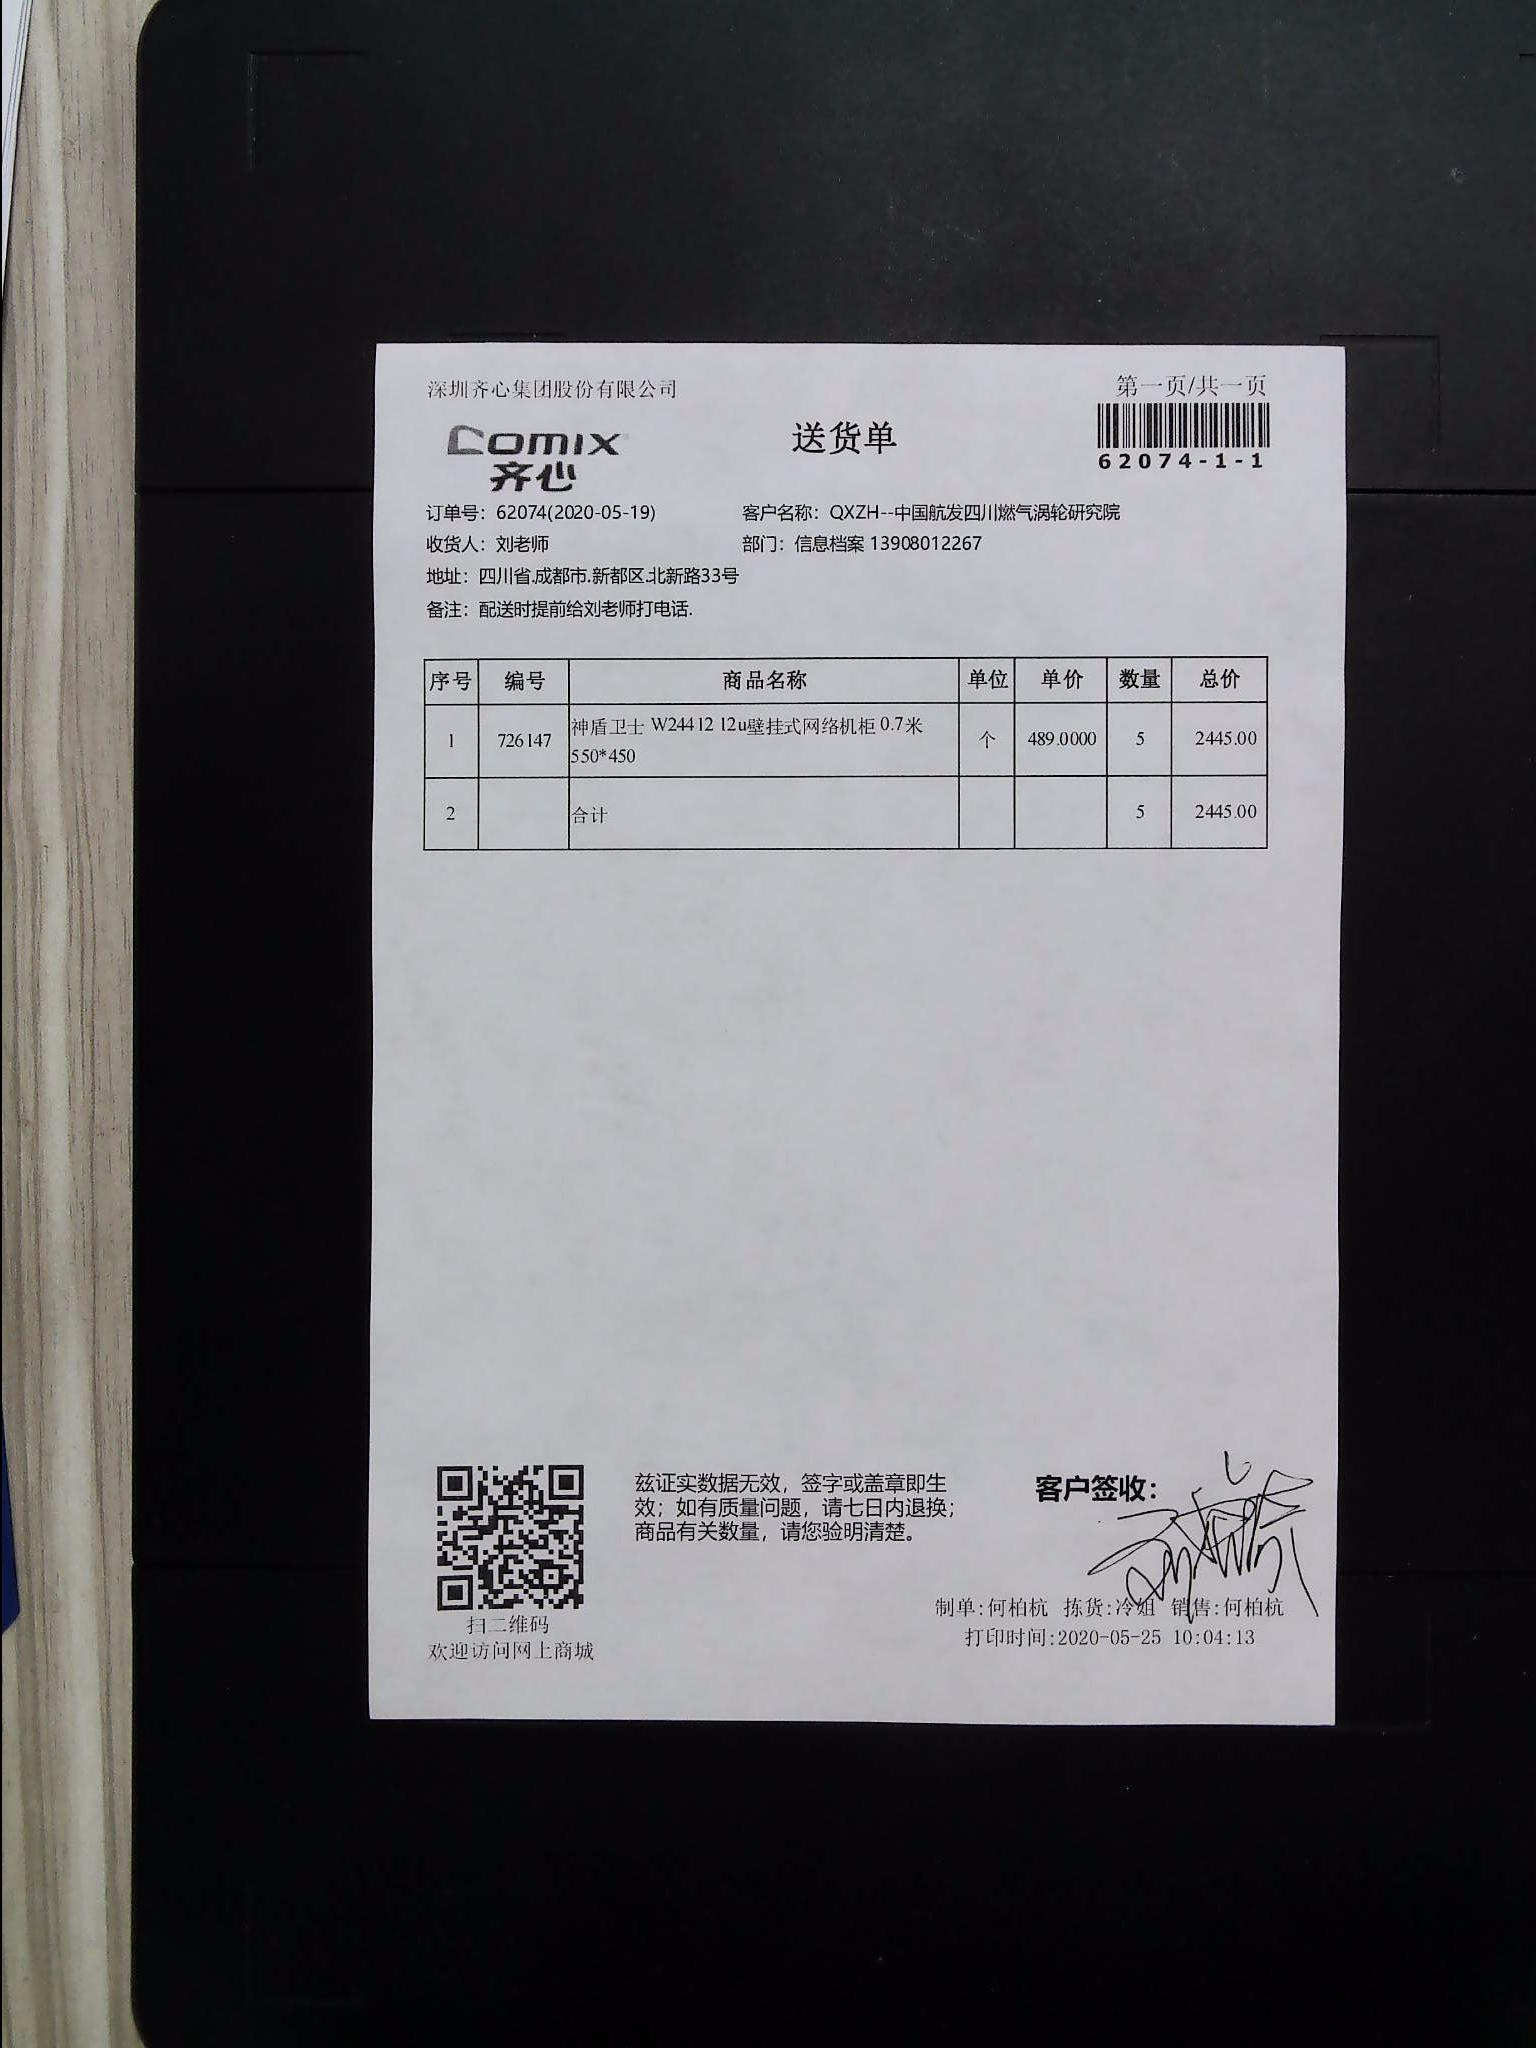 深圳齐心集团股份有限公司
第一页/共一页
comix
齐心
送货单
62074-1-1
订单号：62074(2020-05-19)
客户名称：QXZH--中国航发四川燃气涡轮研究院
收货人：刘老师
部门：信息档案 13908012267
地址：四川省.成都市.新都区.北新路33号
备注：配送时提前给刘老师打电话.
序号 编号 商品名称 单位 单价 数量 总价
1 726147 神盾卫士 W24412 12u壁挂式网络机柜 0.7米 个 489.0000 5 2445.00
550*450
2 合计 5 2445.00
兹证实数据无效，签字或盖章即生
效；如有质量问题，请七日内退换；
商品有关数量，请您验明清楚。
客户签收：
扫二维码
欢迎访问网上商城
制单:何柏杭 拣货:冷姐 销售:何柏杭
打印时间:2020-05-25 10:04:13